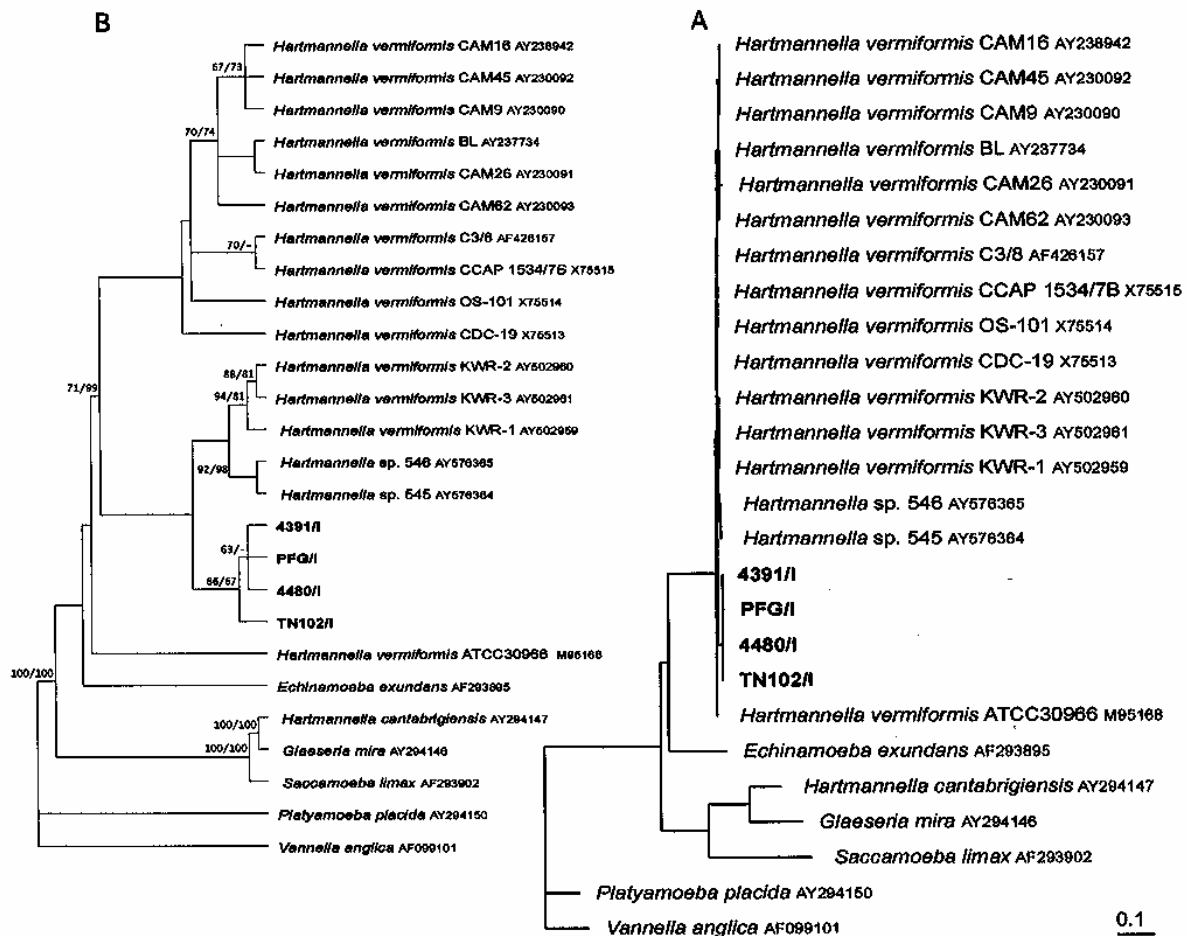 B
Hartmannella vermiformis CAM16 AY238942
67/73
Hartmannella vermiformis CAM45 AY230092
Hartmannella vermiformis CAM9 AY230090
70/74
Hartmannella vermiformis BL AY237734
Hartmannella vermiformis CAM26 AY230091
Hartmannella vermiformis CAM62 AY230093
Hartmannella vermiformis C3/8 AF426157
70/-
Hartmannella vermiformis CCAP 1534/7B X75515
Hartmannella vermiformis OS-101 X75514
Hartmannella vermiformis CDC-19 X75513
71/99
Hartmannella vermiformis KWR-2 AY502960
88/81
Hartmannella vermiformis KWR-3 AY502961
94/81
Hartmannella vermiformis KWR-1 AY502959
Hartmannella sp. 546 AY576365
92/98
Hartmannella sp. 545 AY576364
4391/I
63/-
PFG/I
86/67
4480/I
TN102/I
Hartmannella vermiformis ATCC30966 M95168
100/100
Echinamoeba exundans AF293895
Hartmannella cantabrigiensis AY294147
100/100
Glaeseria mira AY294146
100/100
Saccamoeba limax AF293902
Platyamoeba placida AY294150
Vannella anglica AF099101
A
Hartmannella vermiformis CAM16 AY238942
Hartmannella vermiformis CAM45 AY230092
Hartmannella vermiformis CAM9 AY230090
Hartmannella vermiformis BL AY237734
Hartmannella vermiformis CAM26 AY230091
Hartmannella vermiformis CAM62 AY230093
Hartmannella vermiformis C3/8 AF426157
Hartmannella vermiformis CCAP 1534/7B X75515
Hartmannella vermiformis OS-101 X75514
Hartmannella vermiformis CDC-19 X75513
Hartmannella vermiformis KWR-2 AY502960
Hartmannella vermiformis KWR-3 AY502961
Hartmannella vermiformis KWR-1 AY502959
Hartmannella sp. 546 AY576365
Hartmannella sp. 545 AY576364
4391/I
PFG/I
4480/I
TN102/I
Hartmannella vermiformis ATCC30966 M95168
Echinamoeba exundans AF293895
Hartmannella cantabrigiensis AY294147
Glaeseria mira AY294146
Saccamoeba limax AF293902
Platyamoeba placida AY294150
Vannella anglica AF099101
0.1